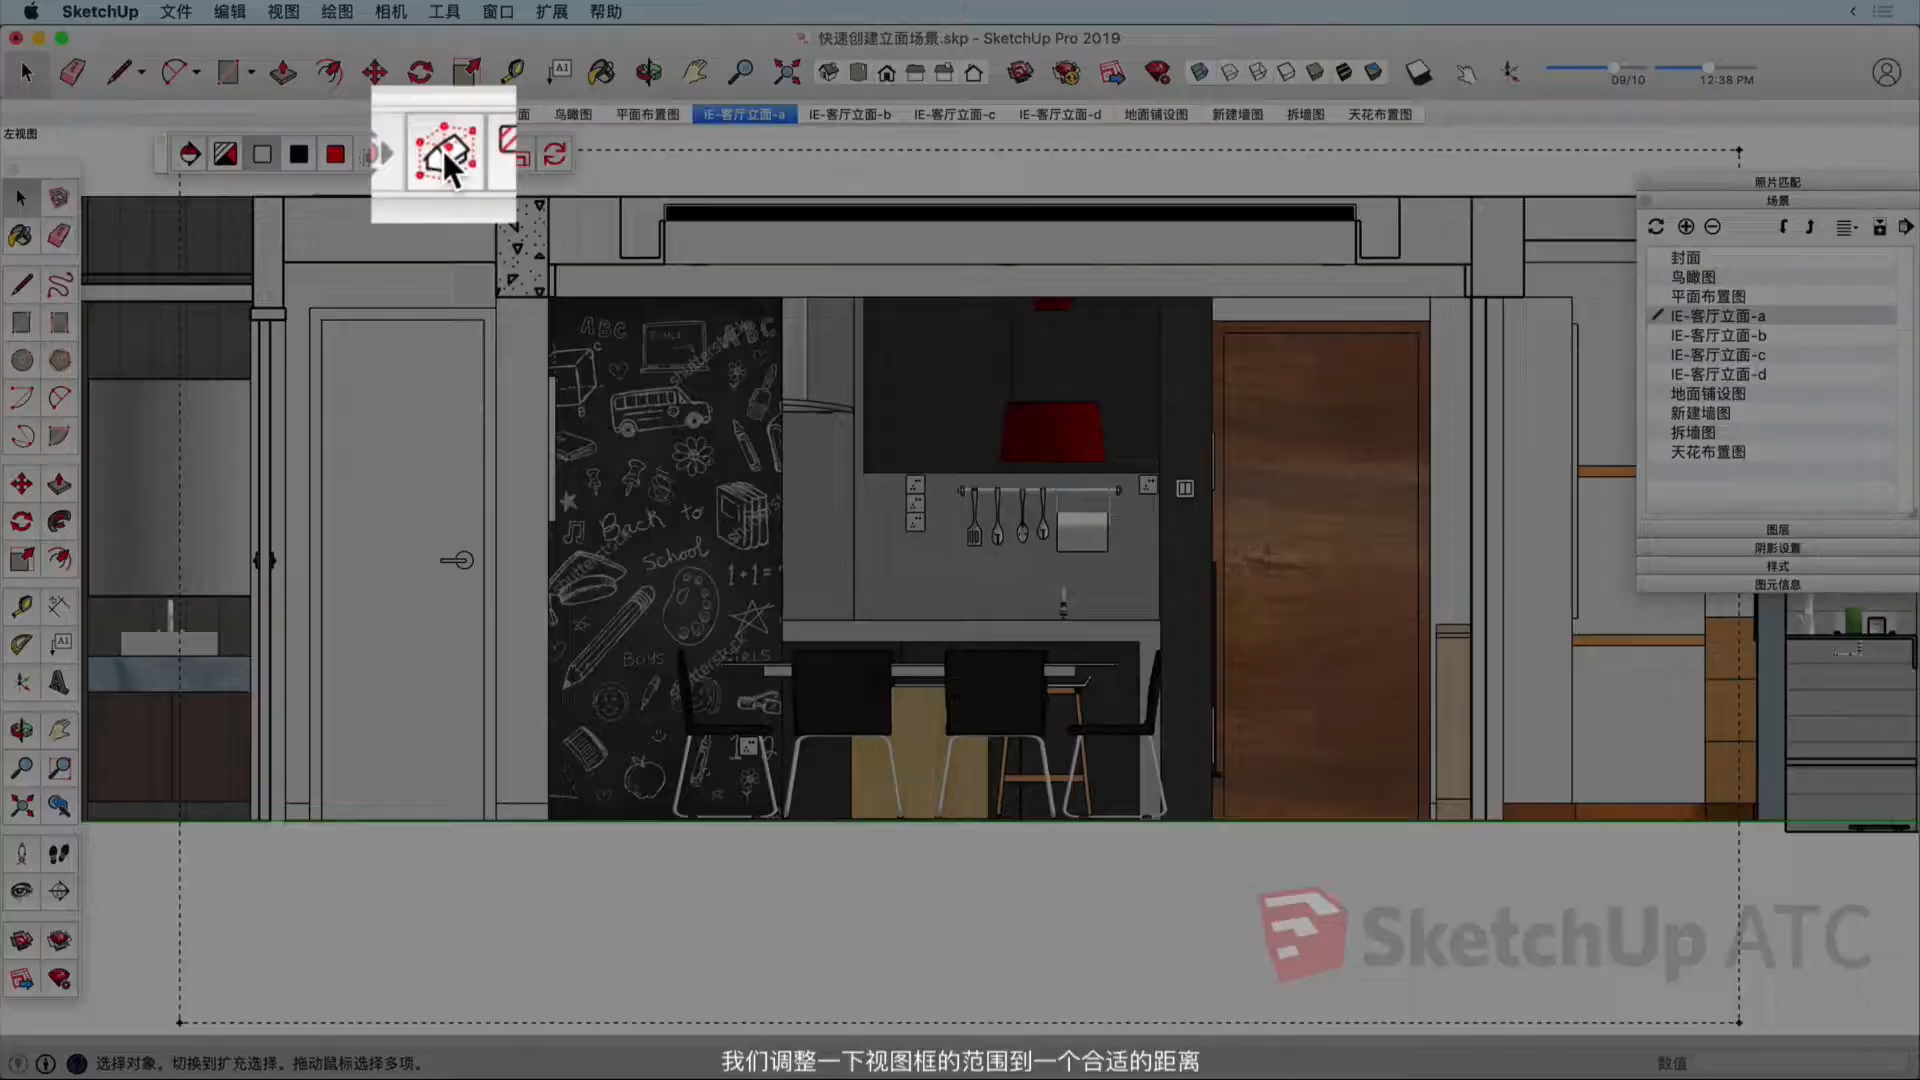 SketchUp 文件 编辑 视图 绘图 相机 工具 窗口 扩展 帮助
快速创建立面场景.skp - SketchUp Pro 2019
A1
09/10 12:38 PM
面 鸟瞰图 平面布置图 IE-客厅立面-a IE-客厅立面-b IE-客厅立面-c IE-客厅立面-d 地面铺设图 新建墙图 拆墙图 天花布置图
左视图
照片匹配
场景
封面
鸟瞰图
平面布置图
IE-客厅立面-a
IE-客厅立面-b
IE-客厅立面-c
IE-客厅立面-d
地面铺设图
新建墙图
拆墙图
天花布置图
图层
阴影设置
样式
图元信息
ABC
ABC
Back to
School
1+1=
BOYS
GIRLS
A1
SketchUp ATC
选择对象。切换到扩充选择。拖动鼠标选择多项。
我们调整一下视图框的范围到一个合适的距离
数值